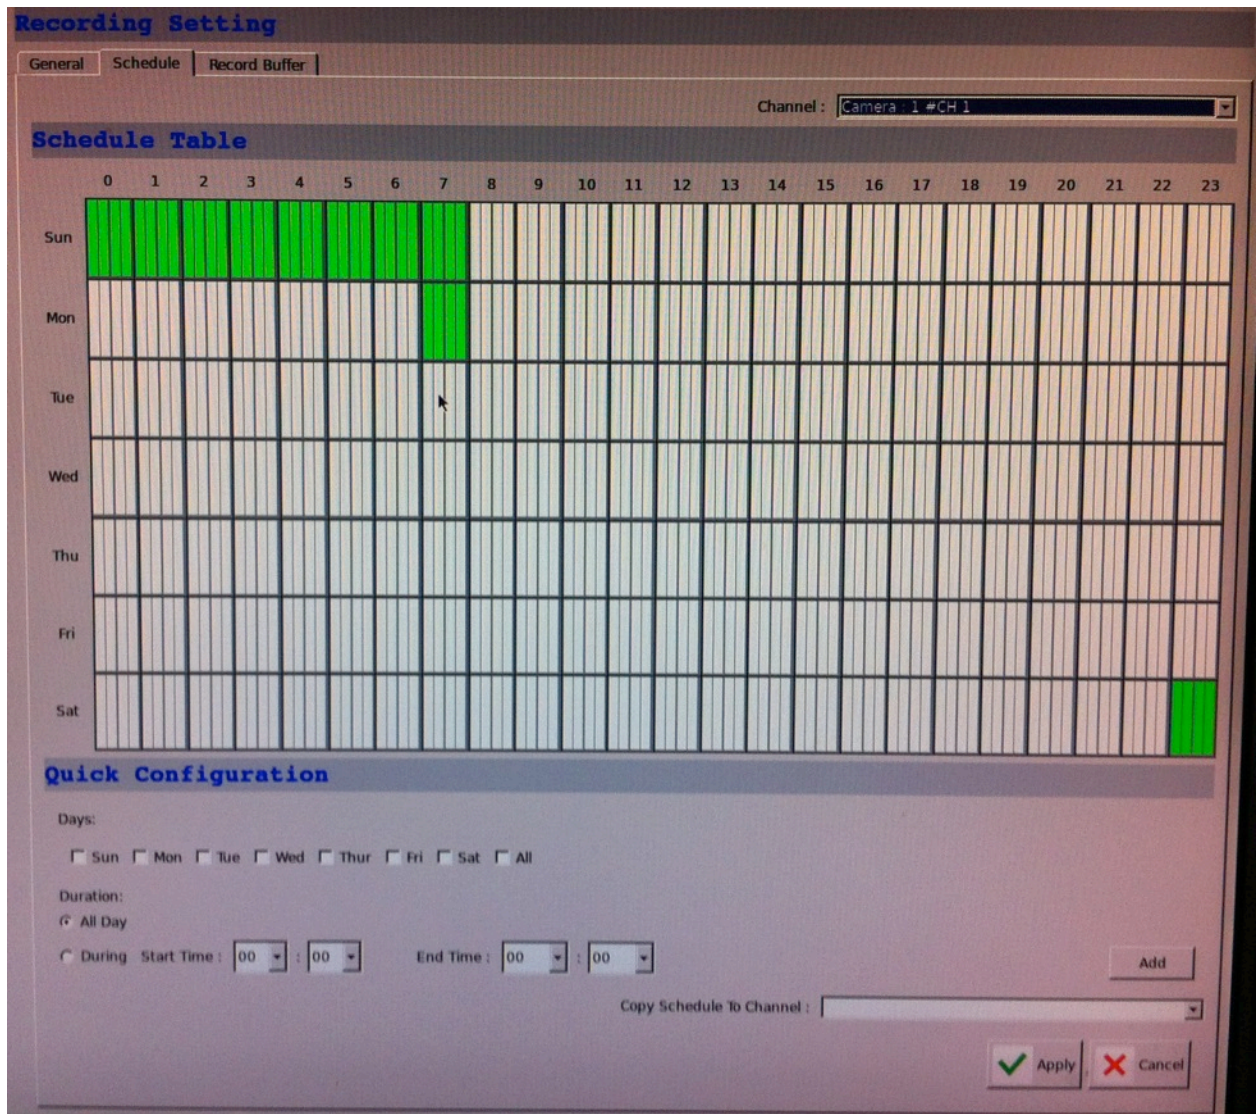 Recording Setting
General Schedule Record Buffer
Channel : Camera : 1 #CH 1
Schedule Table
0 1 2 3 4 5 6 7 8 9 10 11 12 13 14 15 16 17 18 19 20 21 22 23
Sun
Mon
Tue
Wed
Thu
Fri
Sat
Quick Configuration
Days:
Sun Mon Tue Wed Thur Fri Sat All
Duration:
All Day
During Start Time : 00 : 00 End Time : 00 : 00
Add
Copy Schedule To Channel :
Apply Cancel